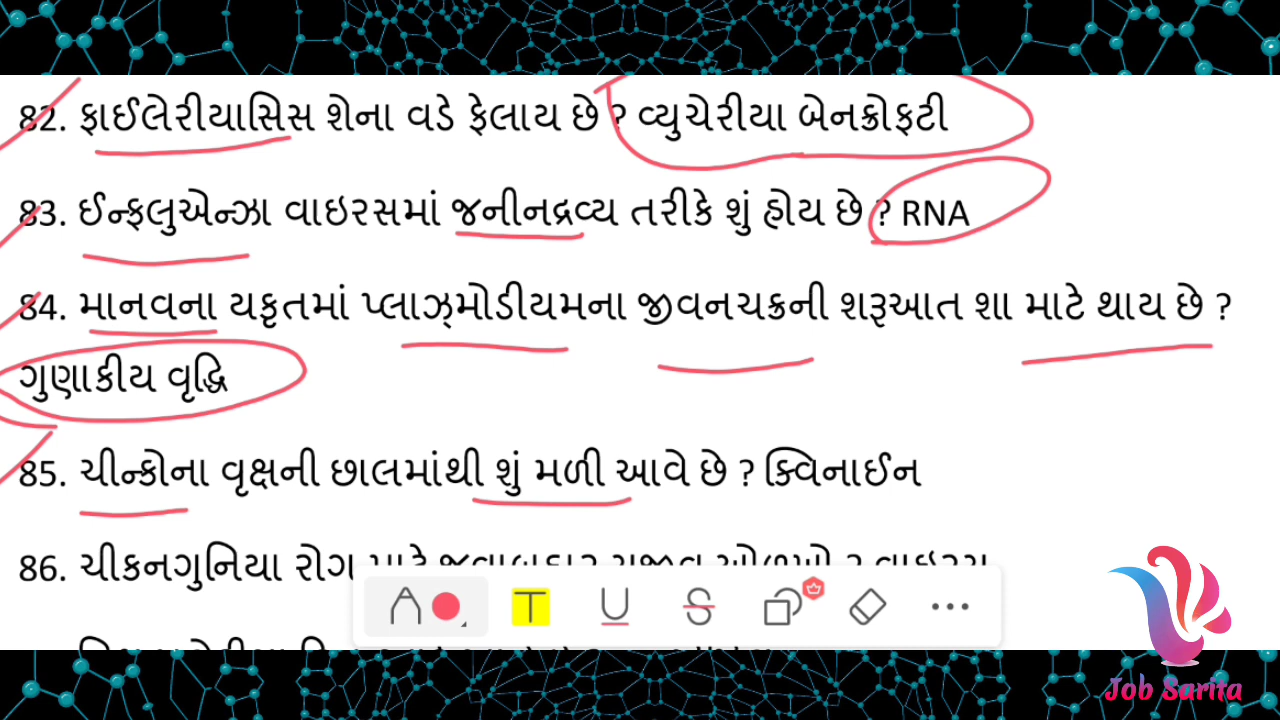 82. ફાઈલેરીયાસિસ શેના વડે ફેલાય છે ? વ્યુચેરીયા બેનક્રોફટી
83. ઈન્ફલુએન્ઝા વાઇરસમાં જનીનદ્રવ્ય તરીકે શું હોય છે ? RNA
84. માનવના યકૃતમાં પ્લાઝ્મોડીયમના જીવનચક્રની શરૂઆત શા માટે થાય છે ?
ગુણાકીય વૃદ્ધિ
85. ચીન્કોના વૃક્ષની છાલમાંથી શું મળી આવે છે ? ક્વિનાઈન
86. ચીકનગુનિયા રોગ
Job Sarita